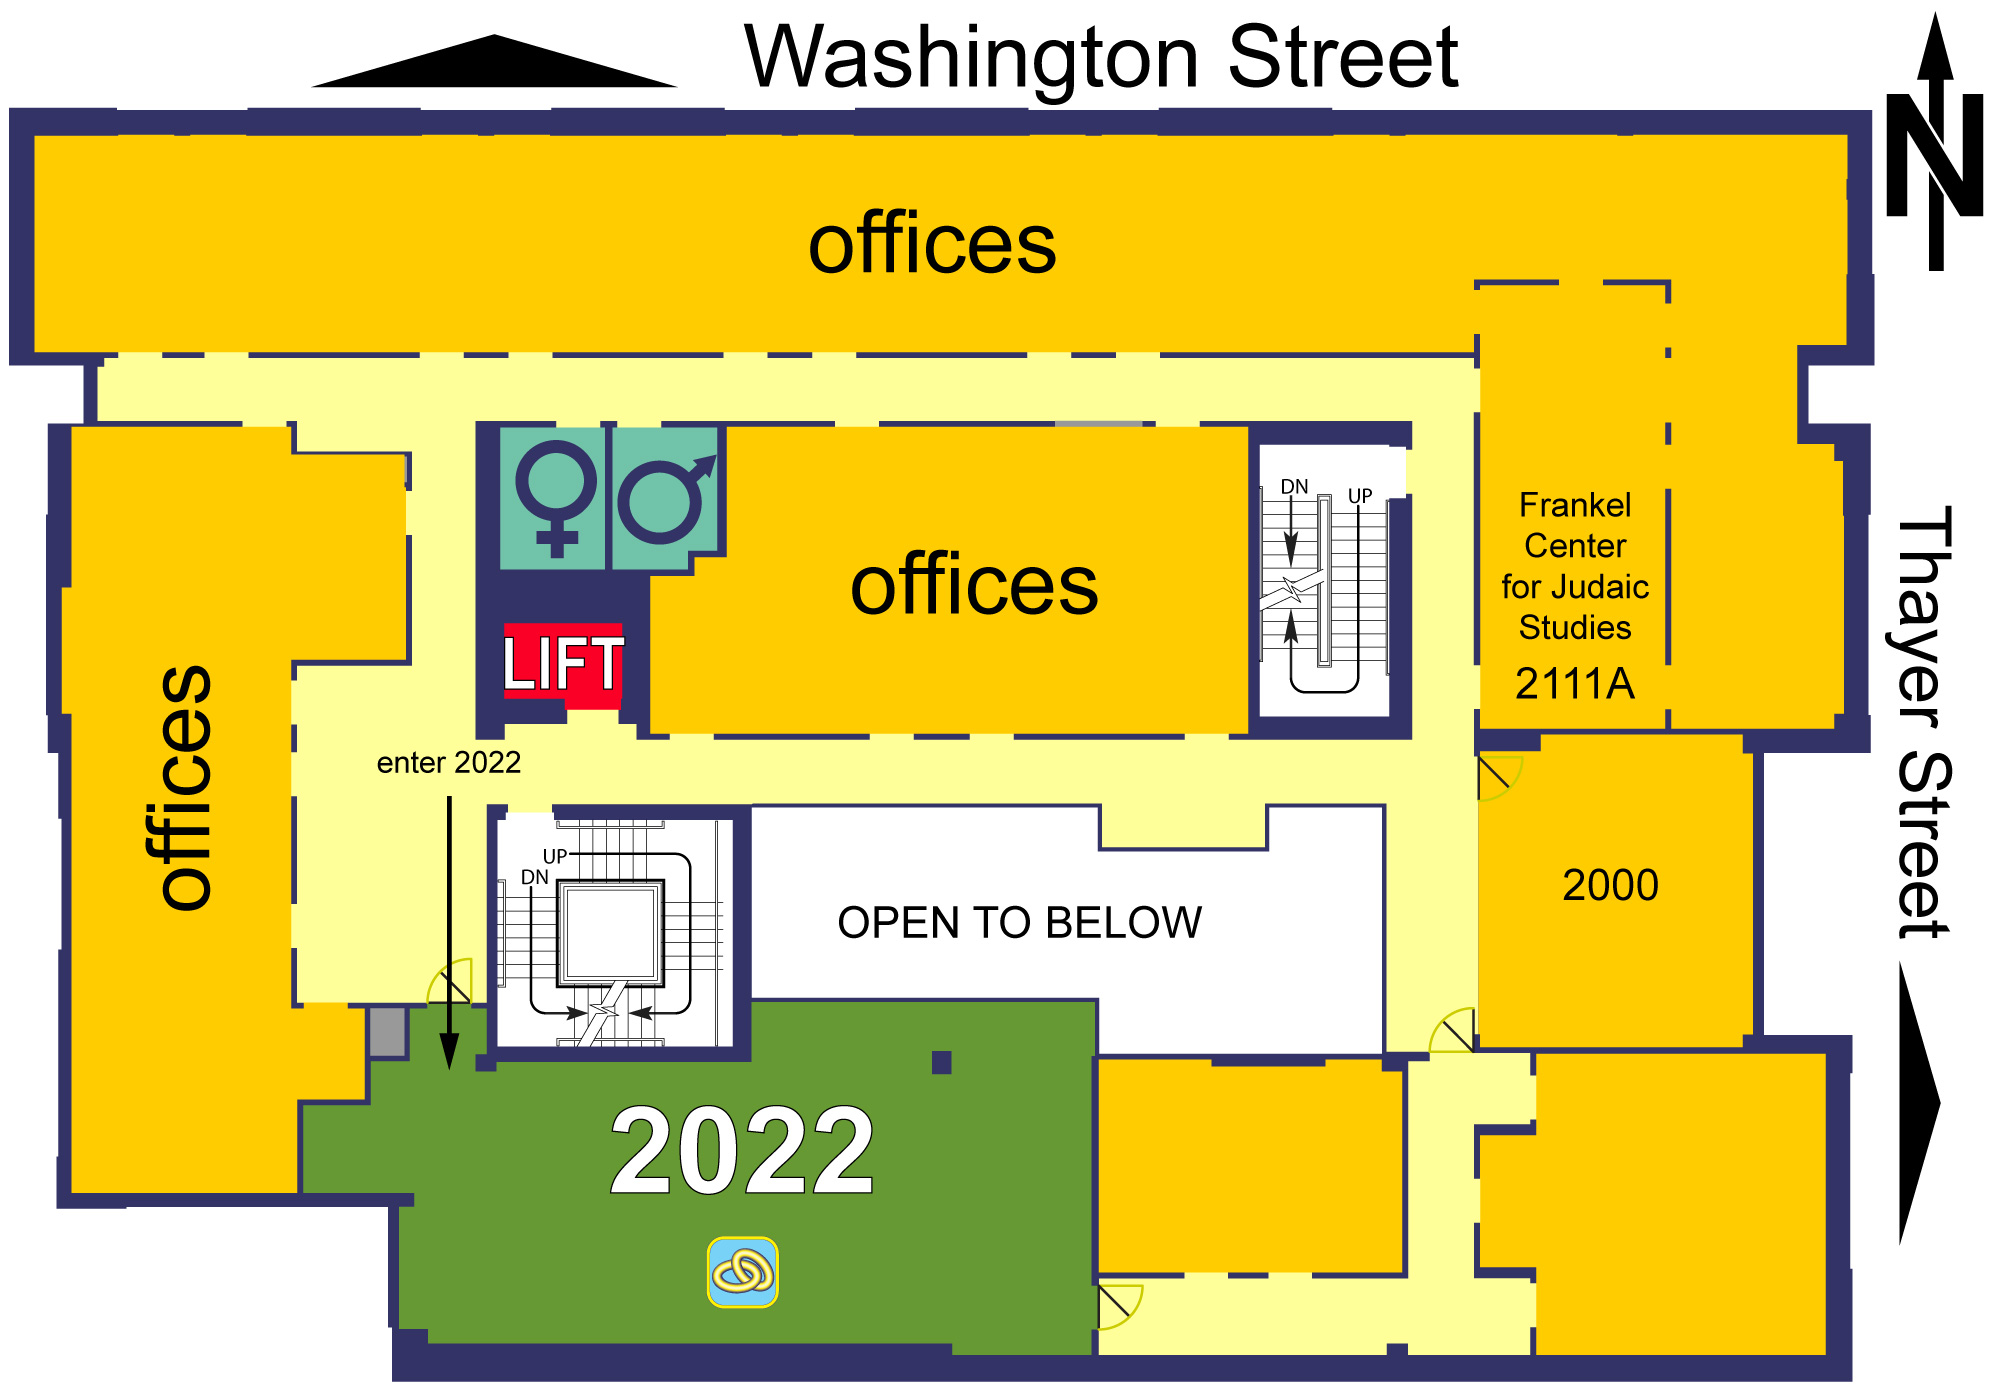 Washington Street
N
offices
DN
UP
Frankel
Center
for Judaic
Studies
2111A
offices
LIFT
offices
Thayer Street
enter 2022
UP
DN
2000
OPEN TO BELOW
2022